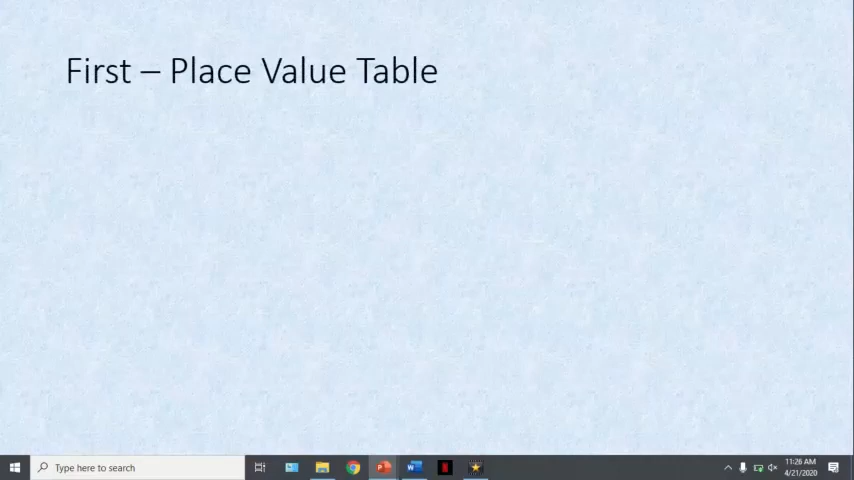 First – Place Value Table
Type here to search
11:26 AM
4/21/2020